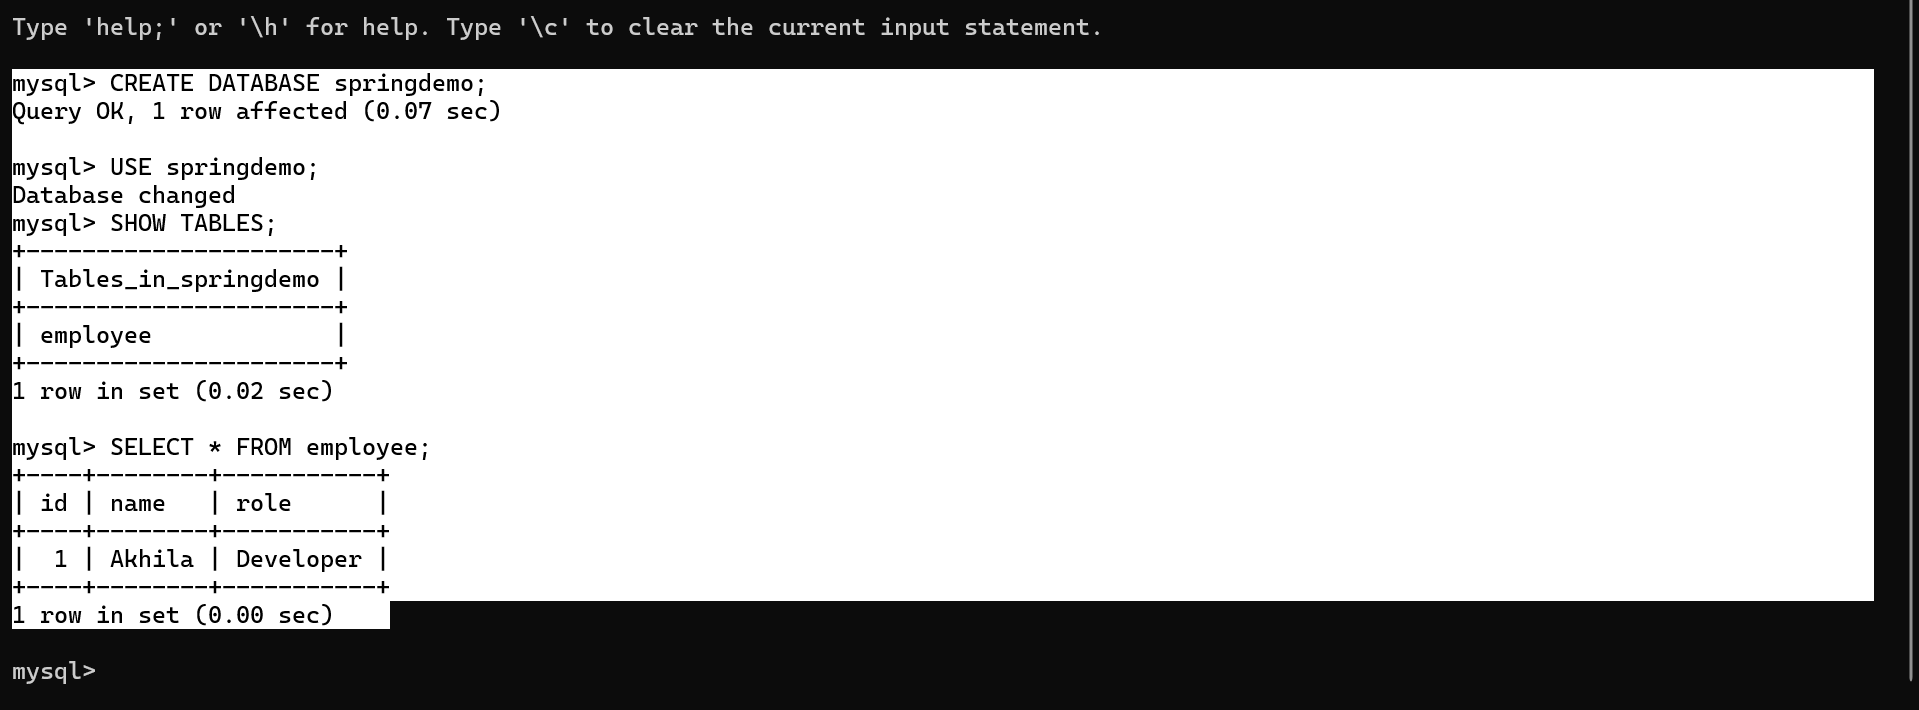 Type 'help;' or '\h' for help. Type '\c' to clear the current input statement.
mysql> CREATE DATABASE springdemo;
Query OK, 1 row affected (0.07 sec)
mysql> USE springdemo;
Database changed
mysql> SHOW TABLES;
+----------------------+
| Tables_in_springdemo |
+----------------------+
| employee             |
+----------------------+
1 row in set (0.02 sec)
mysql> SELECT * FROM employee;
+----+--------+-----------+
| id | name   | role      |
+----+--------+-----------+
|  1 | Akhila | Developer |
+----+--------+-----------+
1 row in set (0.00 sec)
mysql>